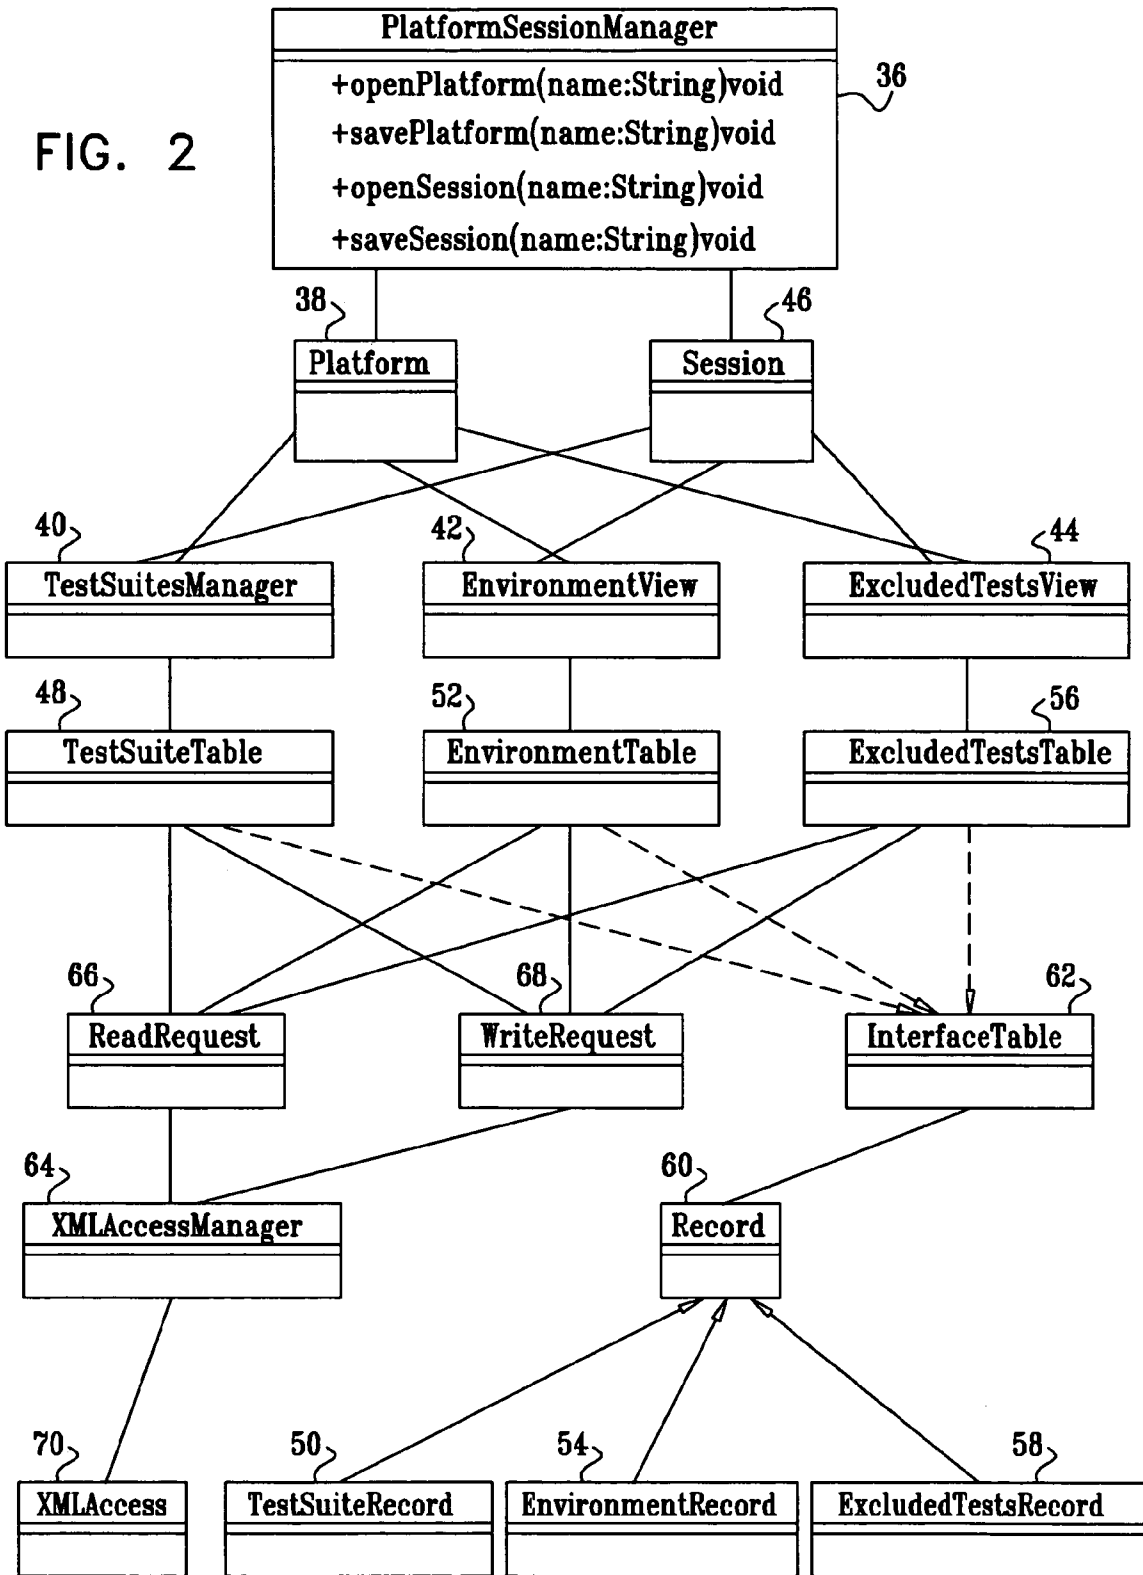 PlatformSessionManager
+openPlatform(name:String)void
36
+savePlatform(name:String)void
FIG. 2
+openSession(name:String)void
+saveSession(name:String)void
38
46
Platform
Session
40
42
44
TestSuitesManager
EnvironmentView
ExcludedTestsView
48
52
56
TestSuiteTable
EnvironmentTable
ExcludedTestsTable
66
68
62
ReadRequest
WriteRequest
InterfaceTable
64
60
XMLAccessManager
Record
70
50
54
58
XMLAccess
TestSuiteRecord
EnvironmentRecord
ExcludedTestsRecord